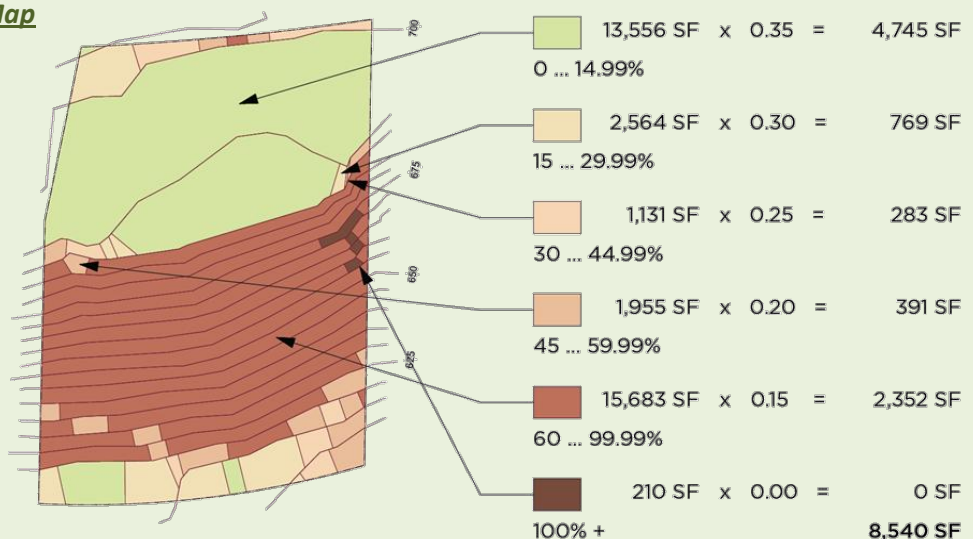 Map
13,556 SF x 0.35 = 4,745 SF
0 ... 14.99%
2,564 SF x 0.30 = 769 SF
15 ... 29.99%
1,131 SF x 0.25 = 283 SF
30 ... 44.99%
1,955 SF x 0.20 = 391 SF
45 ... 59.99%
15,683 SF x 0.15 = 2,352 SF
60 ... 99.99%
210 SF x 0.00 = 0 SF
100% + 8,540 SF
700
675
650
625